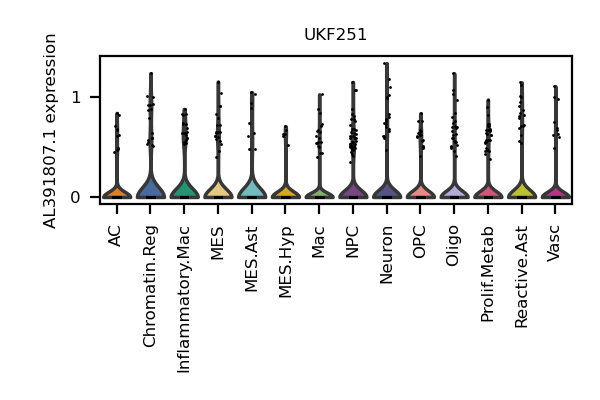 UKF251
AL391807.1 expression
1
0
AC
Chromatin.Reg
Inflammatory.Mac
MES
MES.Ast
MES.Hyp
Mac
NPC
Neuron
OPC
Oligo
Prolif.Metab
Reactive.Ast
Vasc